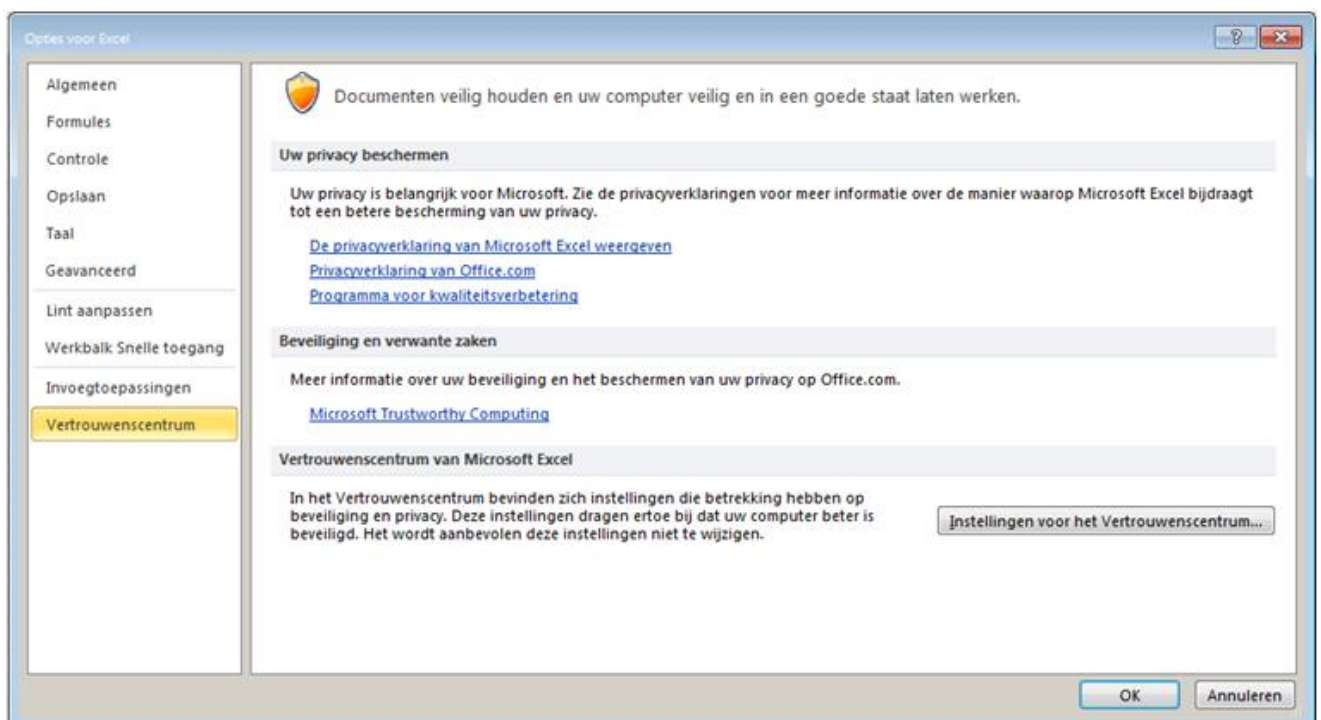 Opties voor Excel
Algemeen
Formules
Controle
Opslaan
Taal
Geavanceerd
Lint aanpassen
Werkbalk Snelle toegang
Invoegtoepassingen
Vertrouwenscentrum
Documenten veilig houden en uw computer veilig en in een goede staat laten werken.
Uw privacy beschermen
Uw privacy is belangrijk voor Microsoft. Zie de privacyverklaringen voor meer informatie over de manier waarop Microsoft Excel bijdraagt
tot een betere bescherming van uw privacy.
De privacyverklaring van Microsoft Excel weergeven
Privacyverklaring van Office.com
Programma voor kwaliteitsverbetering
Beveiliging en verwante zaken
Meer informatie over uw beveiliging en het beschermen van uw privacy op Office.com.
Microsoft Trustworthy Computing
Vertrouwenscentrum van Microsoft Excel
In het Vertrouwenscentrum bevinden zich instellingen die betrekking hebben op
beveiliging en privacy. Deze instellingen dragen ertoe bij dat uw computer beter is
beveiligd. Het wordt aanbevolen deze instellingen niet te wijzigen.
Instellingen voor het Vertrouwenscentrum...
OK
Annuleren